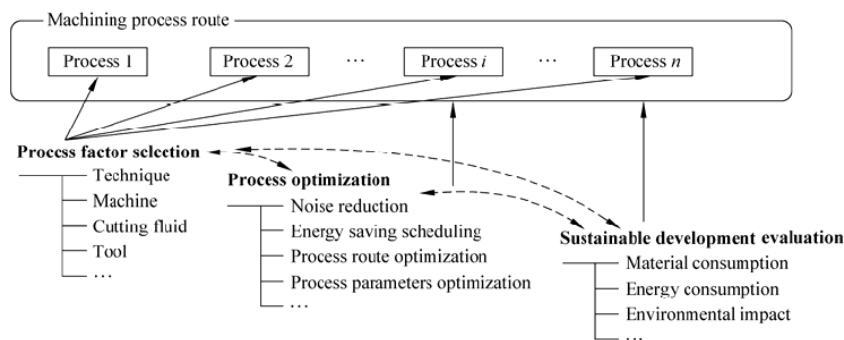 Machining process route
Process 1 Process 2 ... Process i ... Process n
Process factor selection
Technique
Machine
Cutting fluid
Tool
...
Process optimization
Noise reduction
Energy saving scheduling
Process route optimization
Process parameters optimization
...
Sustainable development evaluation
Material consumption
Energy consumption
Environmental impact
...